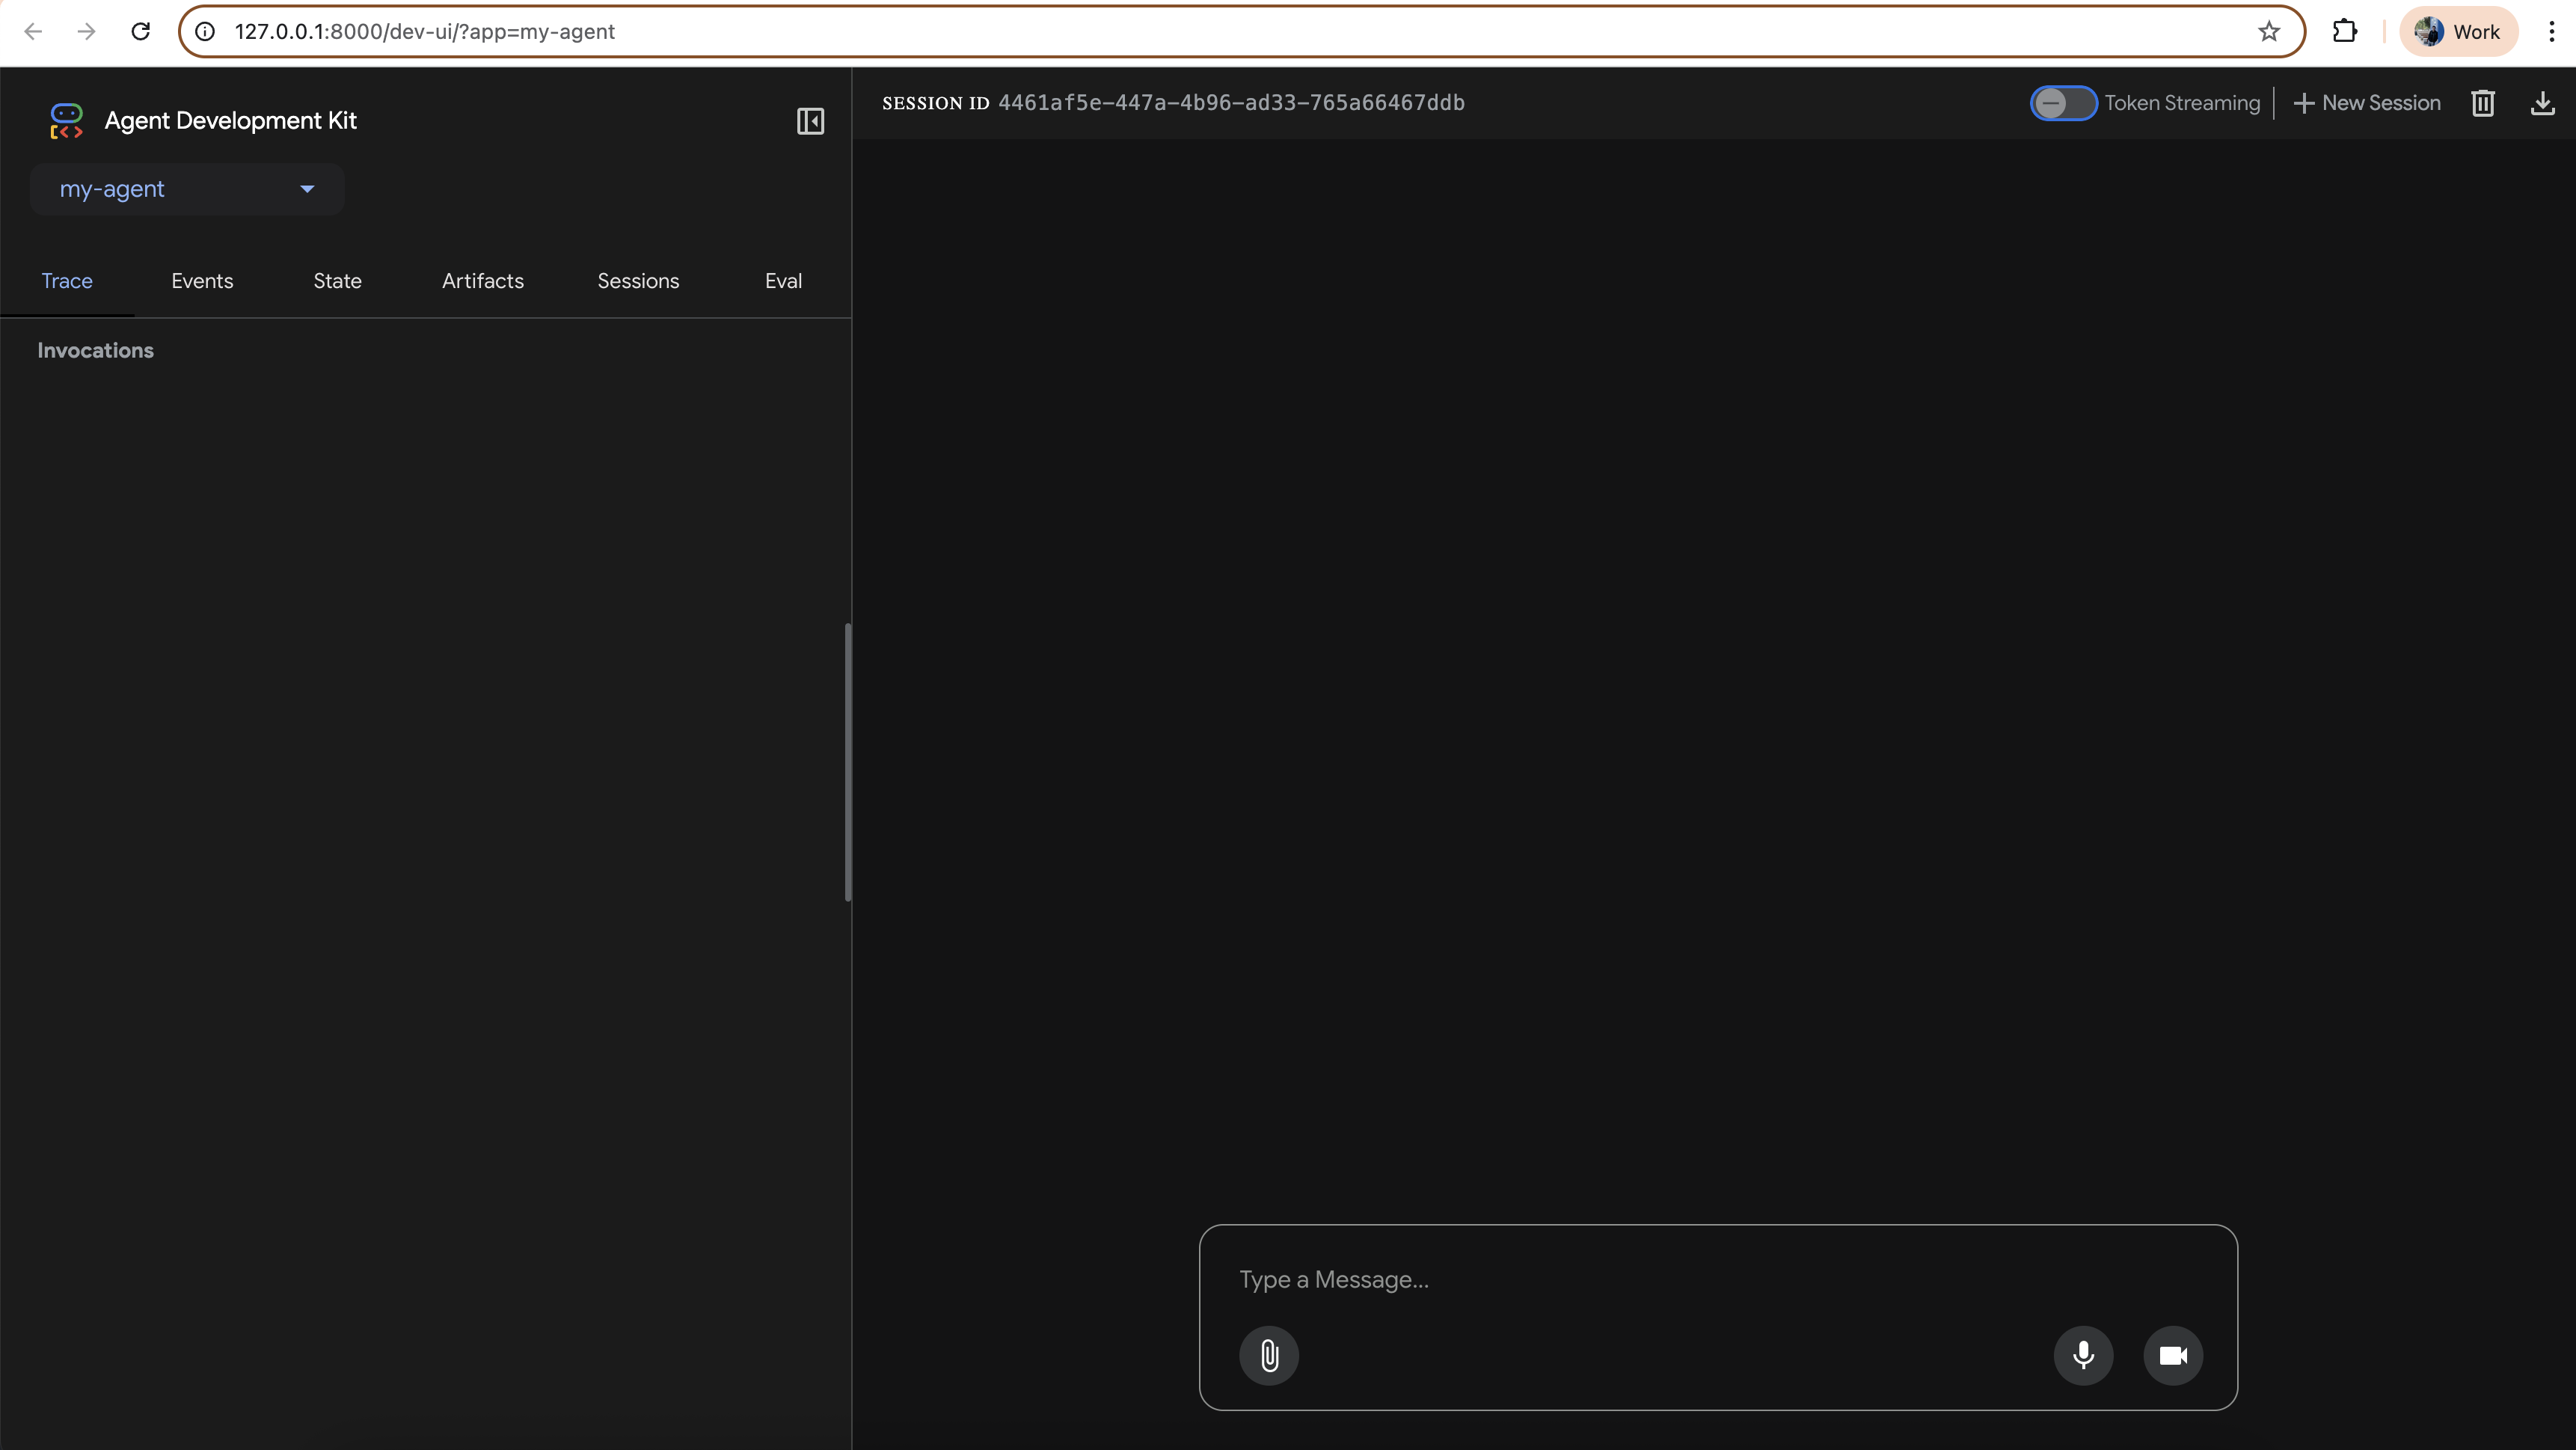 127.0.0.1:8000/dev-ui/?app=my-agent
Work
Agent Development Kit
my-agent
Trace Events State Artifacts Sessions Eval
Invocations
SESSION ID 4461af5e-447a-4b96-ad33-765a66467ddb
Token Streaming
New Session
Type a Message...